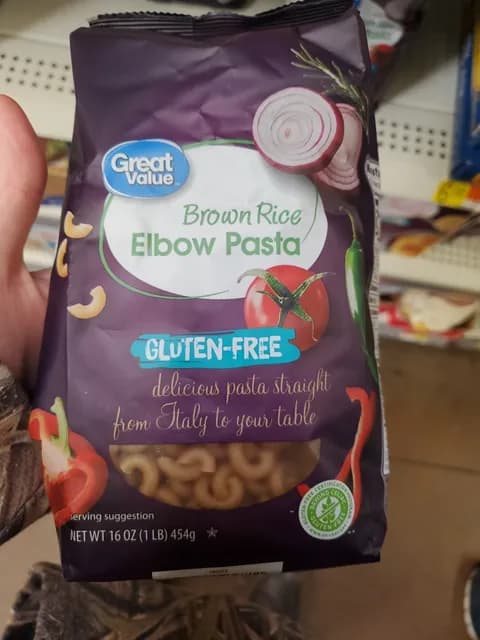 Great
Value
Brown Rice
Elbow Pasta
GLUTEN-FREE
delicious pasta straight
from Italy to your table
serving suggestion
NET WT 16 OZ (1 LB) 454g